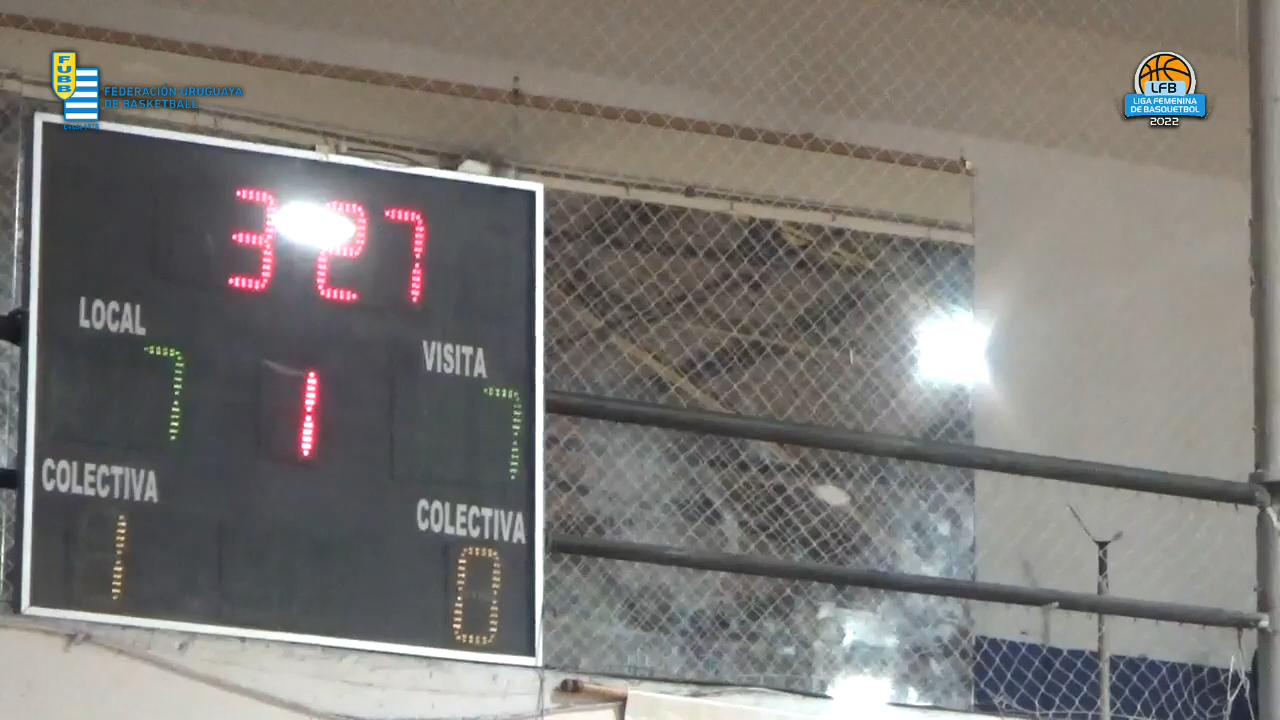 FUBB
FEDERACIÓN URUGUAYA
DE BASKETBALL
LFB
LIGA FEMENINA
DE BASQUETBOL
2022
3 27
LOCAL
VISITA
7
1
7
COLECTIVA
COLECTIVA
1
0